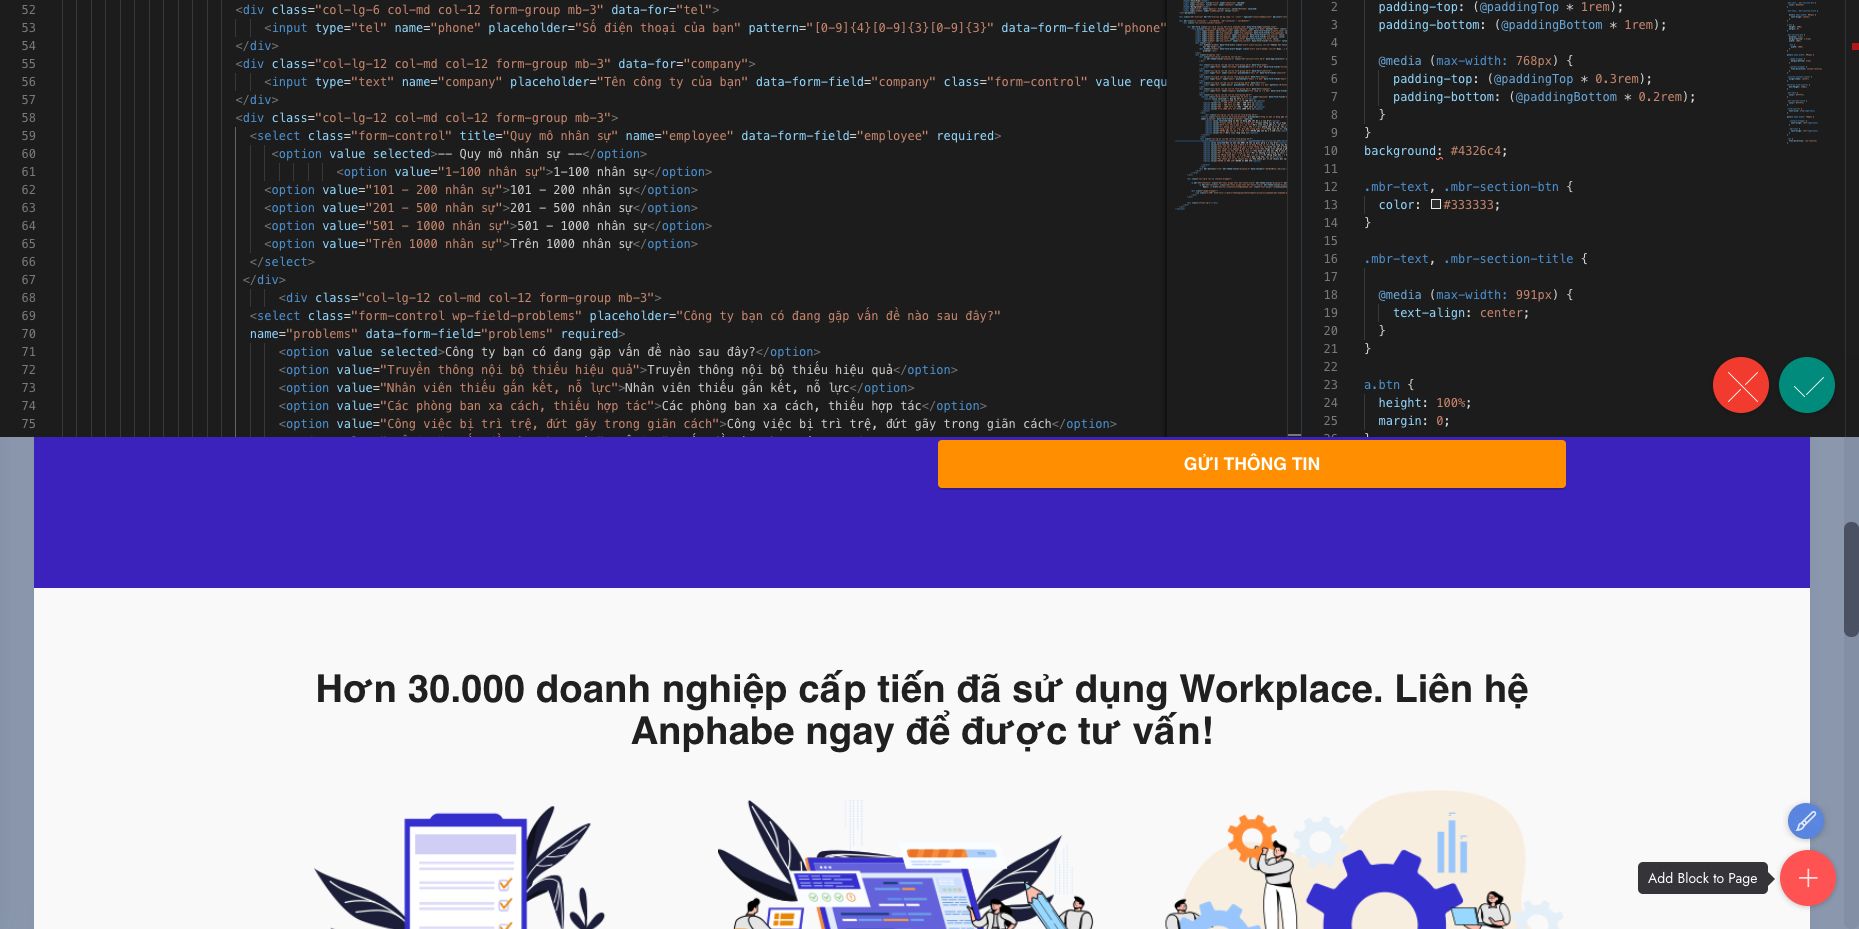 52 <div class="col-lg-6 col-md col-12 form-group mb-3" data-for="tel">
53 <input type="tel" name="phone" placeholder="Số điện thoại của bạn" pattern="[0-9]{4}[0-9]{3}[0-9]{3}" data-form-field="phone"
54 </div>
55 <div class="col-lg-12 col-md col-12 form-group mb-3" data-for="company">
56 <input type="text" name="company" placeholder="Tên công ty của bạn" data-form-field="company" class="form-control" value requ
57 </div>
58 <div class="col-lg-12 col-md col-12 form-group mb-3">
59 <select class="form-control" title="Quy mô nhân sự" name="employee" data-form-field="employee" required>
60 <option value selected>-- Quy mô nhân sự --</option>
61 <option value="1-100 nhân sự">1-100 nhân sự</option>
62 <option value="101 - 200 nhân sự">101 - 200 nhân sự</option>
63 <option value="201 - 500 nhân sự">201 - 500 nhân sự</option>
64 <option value="501 - 1000 nhân sự">501 - 1000 nhân sự</option>
65 <option value="Trên 1000 nhân sự">Trên 1000 nhân sự</option>
66 </select>
67 </div>
68 <div class="col-lg-12 col-md col-12 form-group mb-3">
69 <select class="form-control wp-field-problems" placeholder="Công ty bạn có đang gặp vấn đề nào sau đây?"
70 name="problems" data-form-field="problems" required>
71 <option value selected>Công ty bạn có đang gặp vấn đề nào sau đây?</option>
72 <option value="Truyền thông nội bộ thiếu hiệu quả">Truyền thông nội bộ thiếu hiệu quả</option>
73 <option value="Nhân viên thiếu gắn kết, nỗ lực">Nhân viên thiếu gắn kết, nỗ lực</option>
74 <option value="Các phòng ban xa cách, thiếu hợp tác">Các phòng ban xa cách, thiếu hợp tác</option>
75 <option value="Công việc bị trì trệ, đứt gãy trong giãn cách">Công việc bị trì trệ, đứt gãy trong giãn cách</option>
2 padding-top: (@paddingTop * 1rem);
3 padding-bottom: (@paddingBottom * 1rem);
4
5 @media (max-width: 768px) {
6 padding-top: (@paddingTop * 0.3rem);
7 padding-bottom: (@paddingBottom * 0.2rem);
8 }
9 }
10 background: #4326c4;
11
12 .mbr-text, .mbr-section-btn {
13 color: #333333;
14 }
15
16 .mbr-text, .mbr-section-title {
17
18 @media (max-width: 991px) {
19 text-align: center;
20 }
21 }
22
23 a.btn {
24 height: 100%;
25 margin: 0;
GỬI THÔNG TIN
Hơn 30.000 doanh nghiệp cấp tiến đã sử dụng Workplace. Liên hệ
Anphabe ngay để được tư vấn!
Add Block to Page